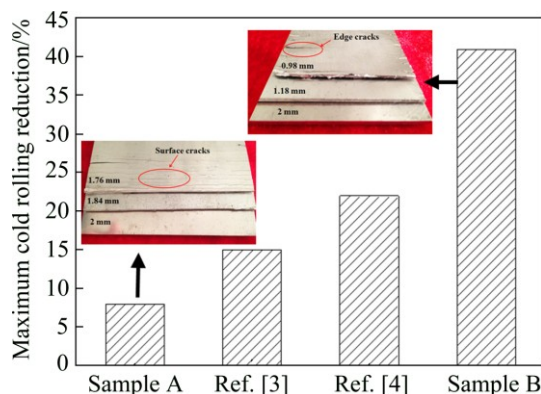 Maximum cold rolling reduction/%
45
40
35
30
25
20
15
10
5
0
Edge cracks
0.98 mm
1.18 mm
2 mm
Surface cracks
1.76 mm
1.84 mm
2 mm
Sample A Ref. [3] Ref. [4] Sample B